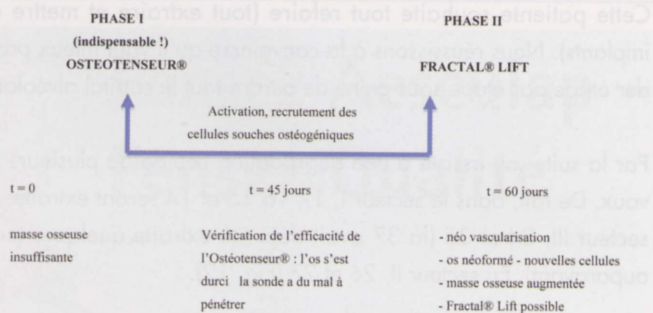 PHASE I
(indispensable !)
OSTEOTENSEUR®
PHASE II
FRACTAL® LIFT
Activation, recrutement des
cellules souches ostéogéniques
t = 0
t = 45 jours
t = 60 jours
masse osseuse
insuffisante
Vérification de l'efficacité de
l'Ostéotenseur® : l'os s'est
durci la sonde a du mal à
pénétrer
- néo vascularisation
- os néoformé - nouvelles cellules
- masse osseuse augmentée
- Fractal® Lift possible